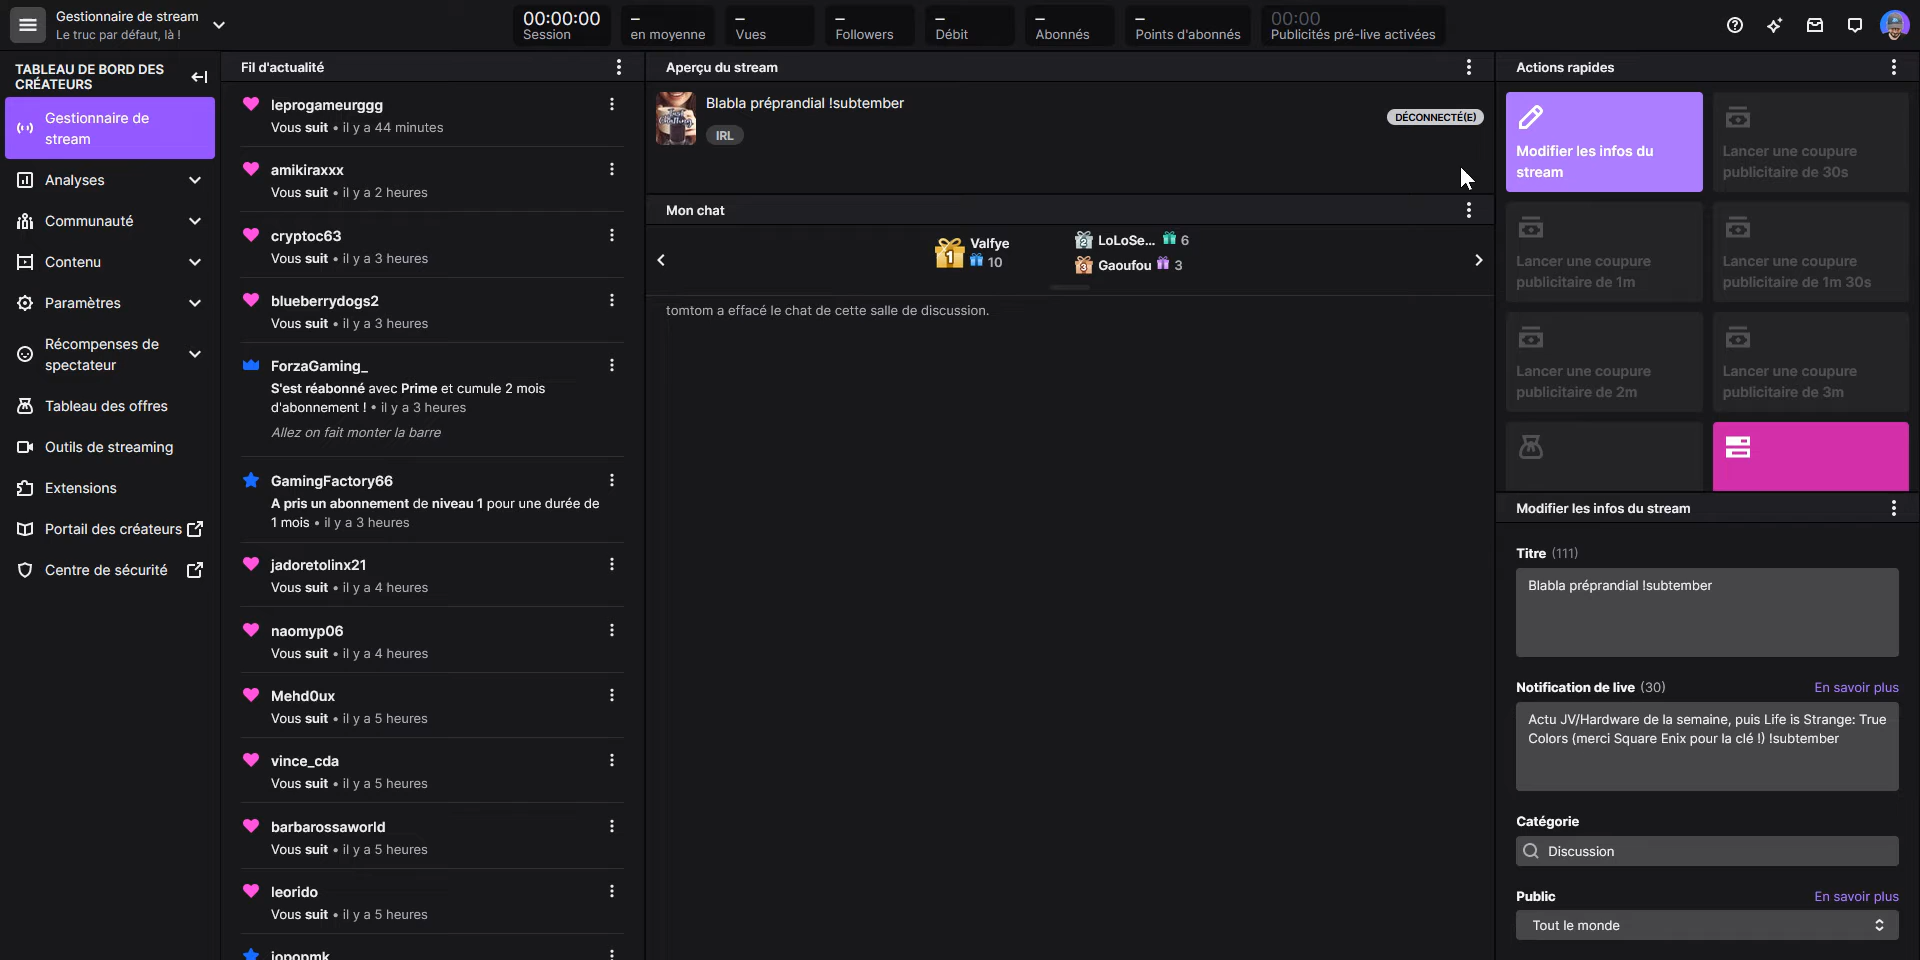 Gestionnaire de stream
Le truc par défaut, là !
00:00:00
Session
–
en moyenne
–
Vues
–
Followers
–
Débit
–
Abonnés
–
Points d'abonnés
00:00
Publicités pré-live activées
TABLEAU DE BORD DES
CRÉATEURS
Gestionnaire de
stream
Analyses
Communauté
Contenu
Paramètres
Récompenses de
spectateur
Tableau des offres
Outils de streaming
Extensions
Portail des créateurs
Centre de sécurité
Fil d'actualité
leprogameurggg
Vous suit • il y a 44 minutes
amikiraxxx
Vous suit • il y a 2 heures
cryptoc63
Vous suit • il y a 3 heures
blueberrydogs2
Vous suit • il y a 3 heures
ForzaGaming_
S'est réabonné avec Prime et cumule 2 mois
d'abonnement ! • il y a 3 heures
Allez on fait monter la barre
GamingFactory66
A pris un abonnement de niveau 1 pour une durée de
1 mois • il y a 3 heures
jadoretolinx21
Vous suit • il y a 4 heures
naomyp06
Vous suit • il y a 4 heures
Mehd0ux
Vous suit • il y a 5 heures
vince_cda
Vous suit • il y a 5 heures
barbarossaworld
Vous suit • il y a 5 heures
leorido
Vous suit • il y a 5 heures
Aperçu du stream
Just Chatting
Blabla préprandial !subtember
IRL
DÉCONNECTÉ(E)
Mon chat
1
Valfye
10
2
LoLoSe... 6
3
Gaoufou 3
tomtom a effacé le chat de cette salle de discussion.
Actions rapides
Modifier les infos du
stream
Lancer une coupure
publicitaire de 30s
Lancer une coupure
publicitaire de 1m
Lancer une coupure
publicitaire de 1m 30s
Lancer une coupure
publicitaire de 2m
Lancer une coupure
publicitaire de 3m
Modifier les infos du stream
Titre (111)
Blabla préprandial !subtember
Notification de live (30)
En savoir plus
Actu JV/Hardware de la semaine, puis Life is Strange: True
Colors (merci Square Enix pour la clé !) !subtember
Catégorie
Discussion
Public
En savoir plus
Tout le monde